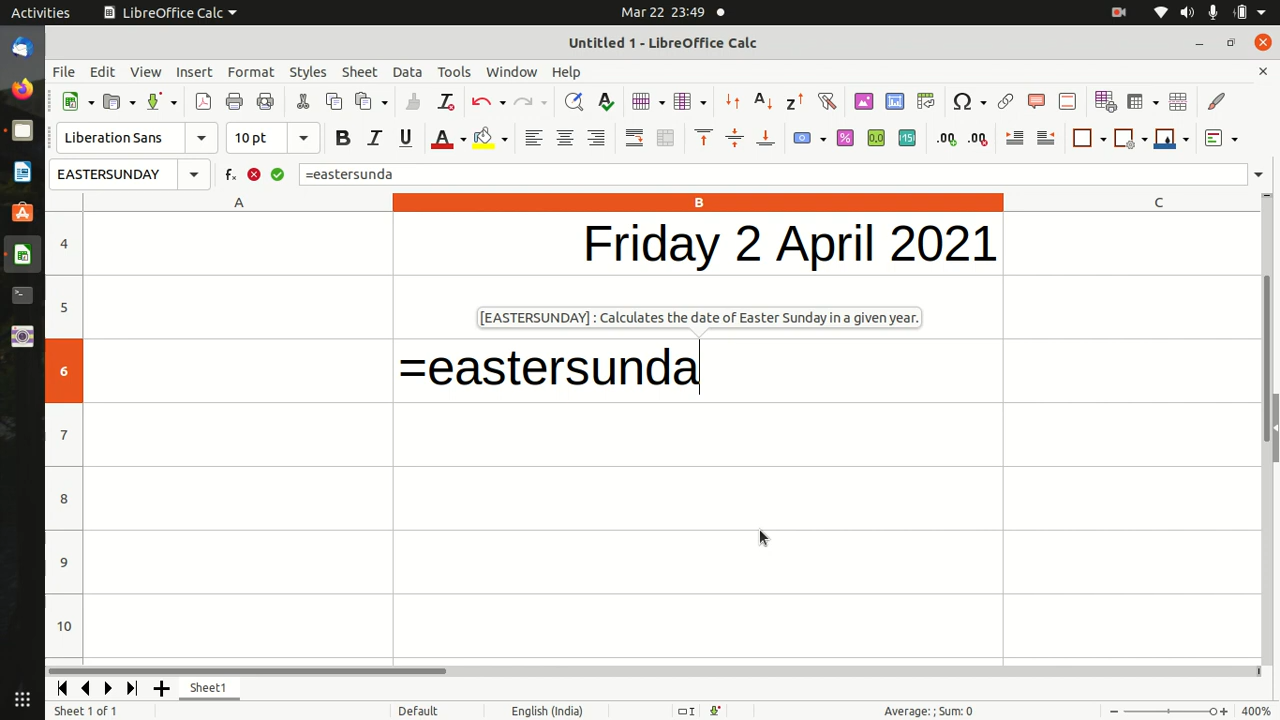 Activities LibreOffice Calc Mar 22 23:49
Untitled 1 - LibreOffice Calc
File Edit View Insert Format Styles Sheet Data Tools Window Help
Liberation Sans 10 pt
EASTERSUNDAY =eastersunda
A B C
4 Friday 2 April 2021
5
[EASTERSUNDAY] : Calculates the date of Easter Sunday in a given year.
6 =eastersunda
7
8
9
10
Sheet1
Sheet 1 of 1 Default English (India) Average: ; Sum: 0 400%